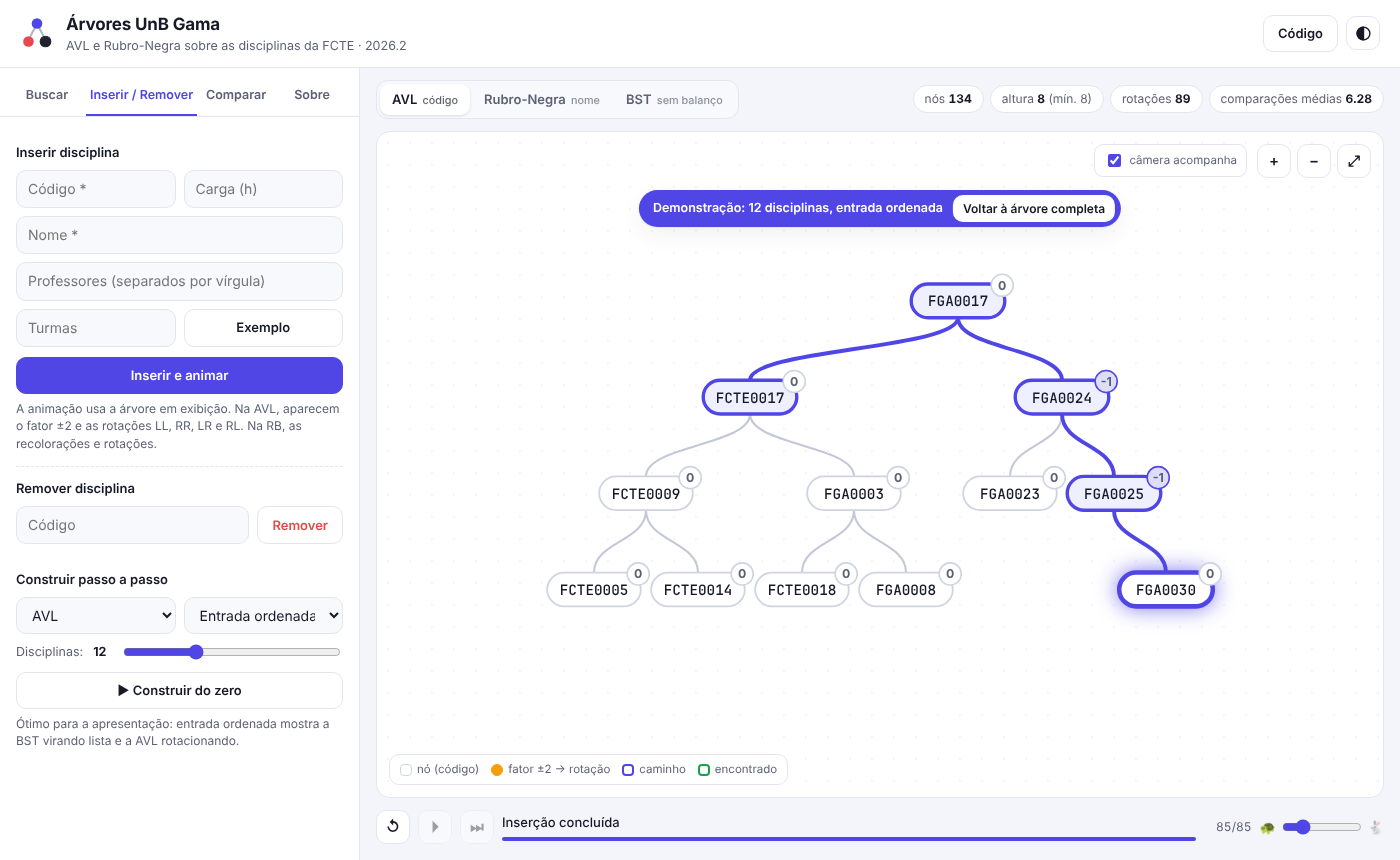 Árvores UnB Gama
AVL e Rubro-Negra sobre as disciplinas da FCTE · 2026.2
Código
Buscar
Inserir / Remover
Comparar
Sobre
Inserir disciplina
Código *
Carga (h)
Nome *
Professores (separados por vírgula)
Turmas
Exemplo
Inserir e animar
A animação usa a árvore em exibição. Na AVL, aparecem
o fator ±2 e as rotações LL, RR, LR e RL. Na RB, as
recolorações e rotações.
Remover disciplina
Código
Remover
Construir passo a passo
AVL
Entrada ordenada
Disciplinas: 12
▶ Construir do zero
Ótimo para a apresentação: entrada ordenada mostra a
BST virando lista e a AVL rotacionando.
AVL código
Rubro-Negra nome
BST sem balanço
nós 134
altura 8 (mín. 8)
rotações 89
comparações médias 6.28
câmera acompanha
+
−
Demonstração: 12 disciplinas, entrada ordenada
Voltar à árvore completa
FGA0017
0
FCTE0017
0
FGA0024
-1
FCTE0009
0
FGA0003
0
FGA0023
0
FGA0025
-1
FCTE0005
0
FCTE0014
0
FCTE0018
0
FGA0008
0
FGA0030
0
nó (código)
fator ±2 → rotação
caminho
encontrado
Inserção concluída
85/85